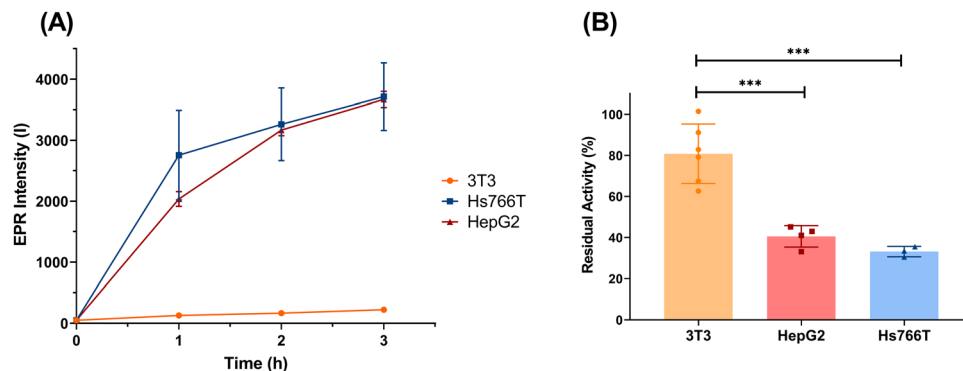 (A)
EPR Intensity (I)
4000
3000
2000
1000
0
0 1 2 3
Time (h)
3T3
Hs766T
HepG2
(B)
***
***
Residual Activity (%)
100
80
60
40
20
0
3T3 HepG2 Hs766T